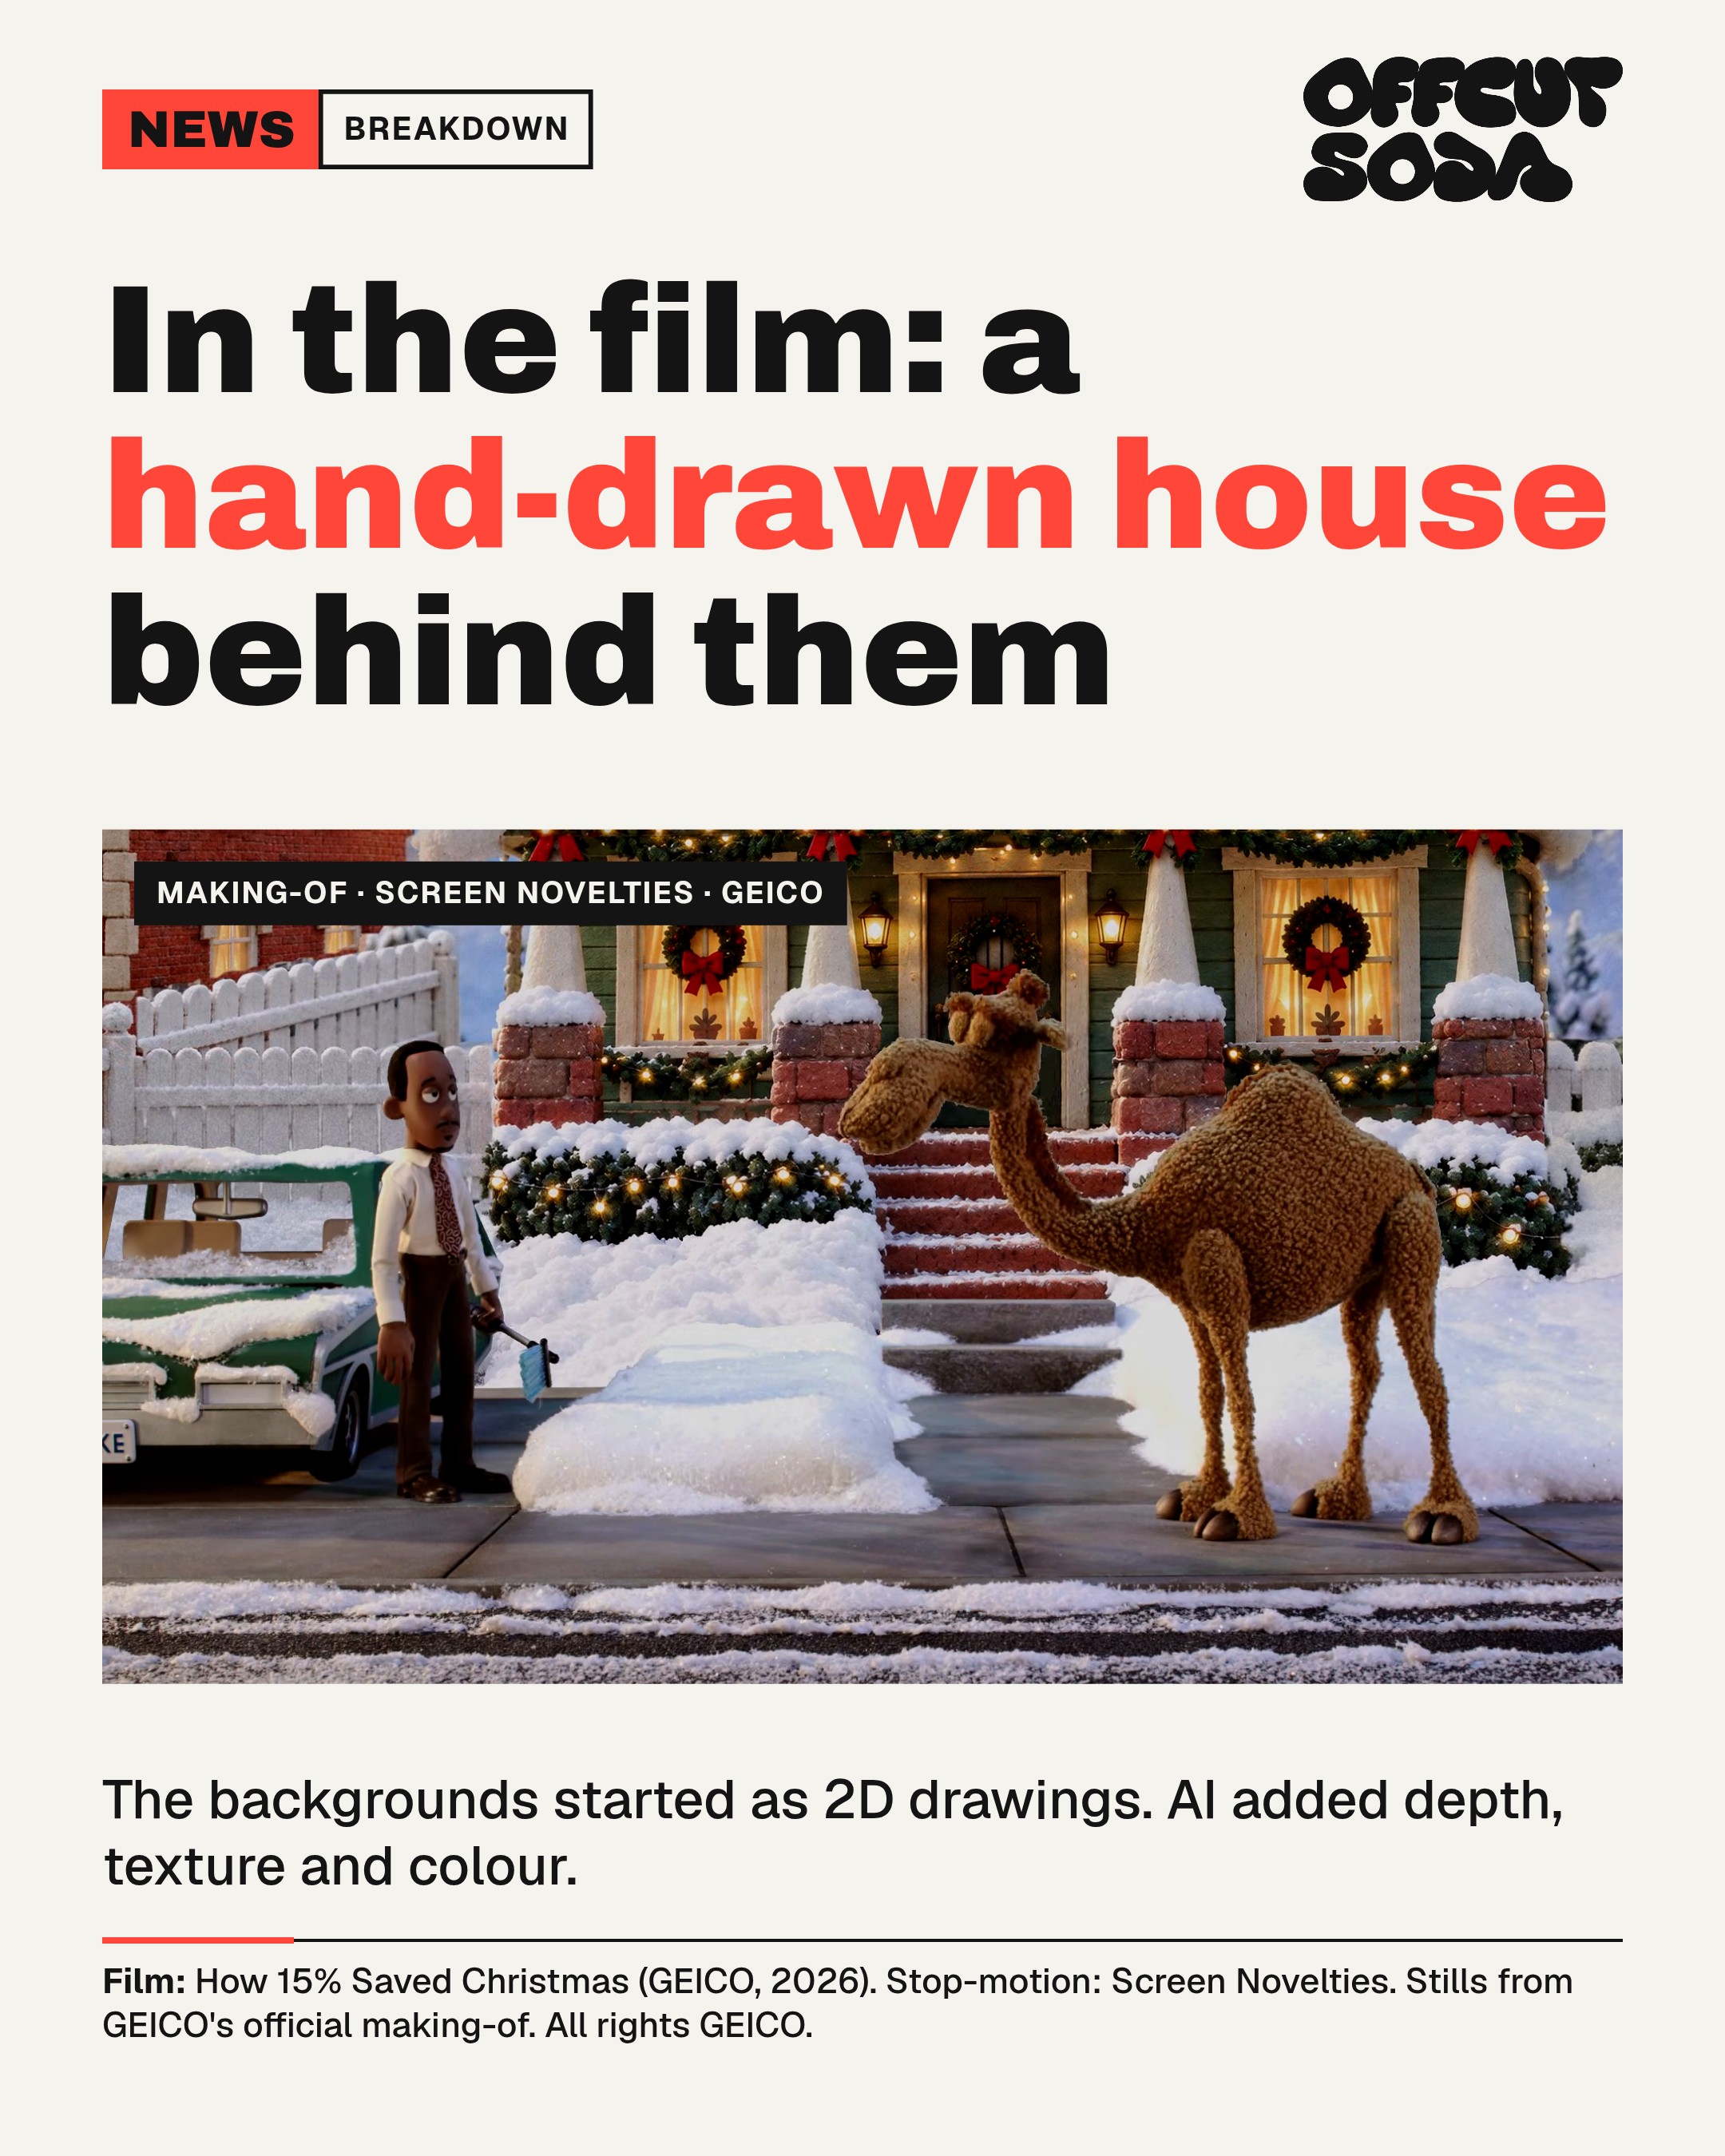 NEWS BREAKDOWN
OFFCUT
SODA
In the film: a
hand-drawn house
behind them
MAKING-OF · SCREEN NOVELTIES · GEICO
KE
The backgrounds started as 2D drawings. AI added depth,
texture and colour.
Film: How 15% Saved Christmas (GEICO, 2026). Stop-motion: Screen Novelties. Stills from
GEICO's official making-of. All rights GEICO.